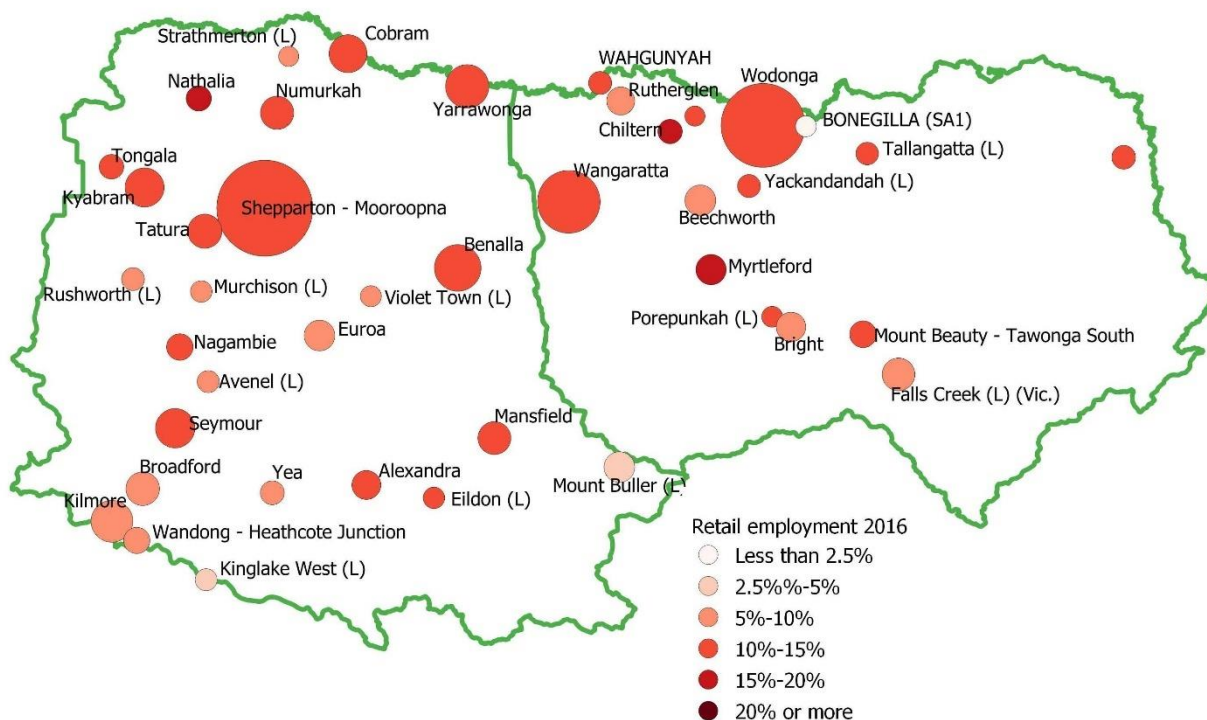 Strathmerton (L)
Cobram
Nathalia
Numurkah
Yarrawonga
WAHGUNYAH
Rutherglen
Chiltern
Wodonga
BONEGILLA (SA1)
Tallangatta (L)
Tongala
Kyabram
Shepparton - Mooroopna
Wangaratta
Yackandandah (L)
Beechworth
Tatura
Benalla
Myrtleford
Rushworth (L)
Murchison (L)
Violet Town (L)
Euroa
Porepunkah (L)
Bright
Mount Beauty - Tawonga South
Nagambie
Avenel (L)
Falls Creek (L) (Vic.)
Seymour
Mansfield
Broadford
Yea
Alexandra
Eildon (L)
Mount Buller (L)
Kilmore
Wandong - Heathcote Junction
Kinglake West (L)
Retail employment 2016
Less than 2.5%
2.5%%-5%
5%-10%
10%-15%
15%-20%
20% or more